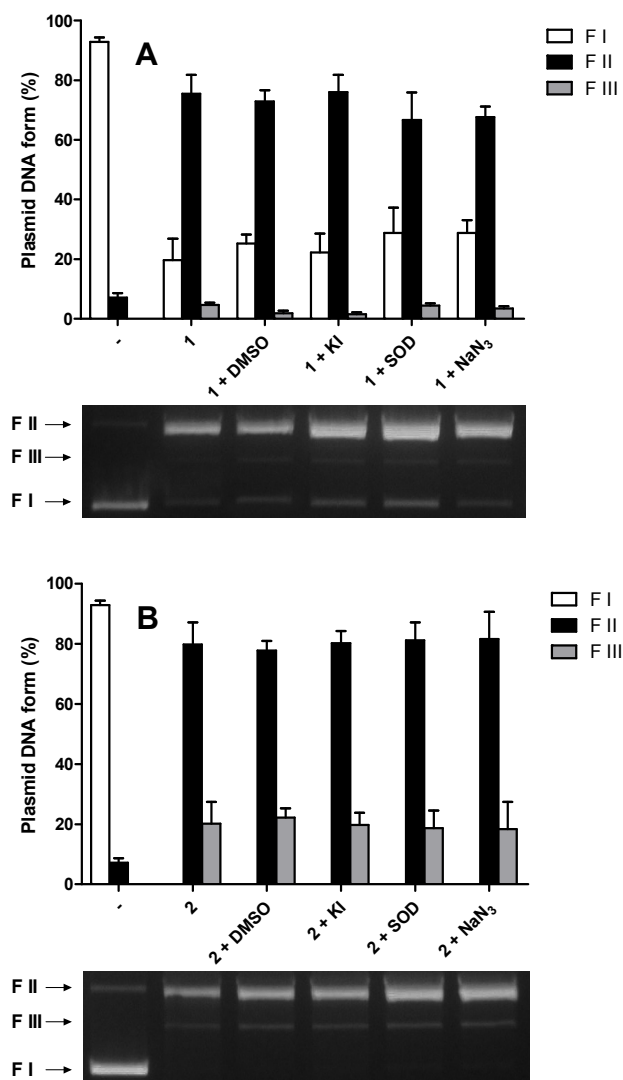 A
F I
F II
F III
Plasmid DNA form (%)
100
80
60
40
20
0
-
1
1 + DMSO
1 + KI
1 + SOD
1 + NaN₃
F II
F III
F I
B
F I
F II
F III
Plasmid DNA form (%)
100
80
60
40
20
0
-
2
2 + DMSO
2 + KI
2 + SOD
2 + NaN₃
F II
F III
F I